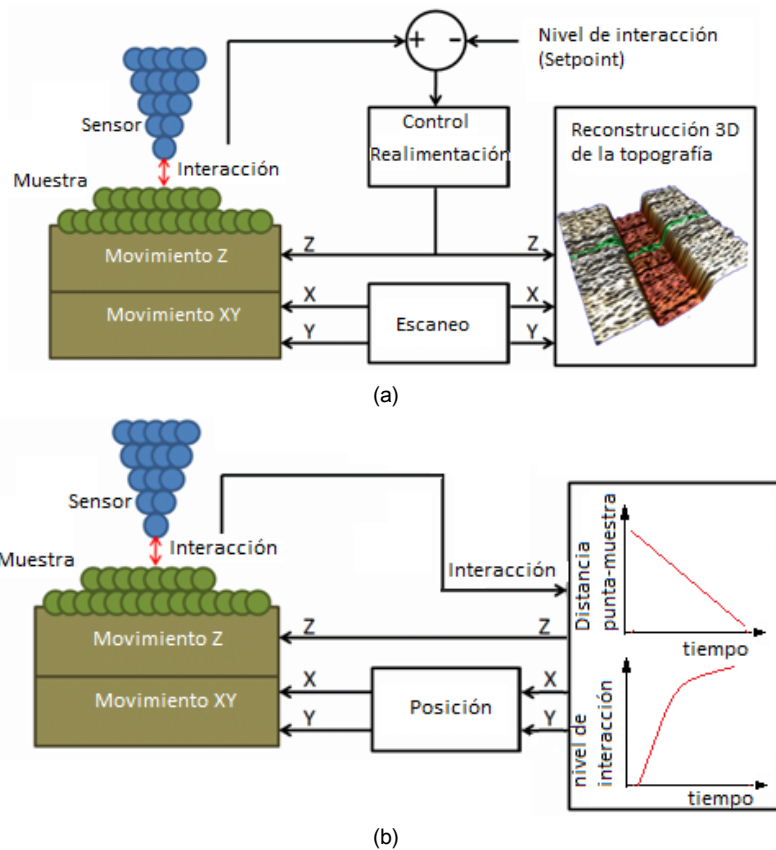 Nivel de interacción
(Setpoint)
+
-
Sensor
Interacción
Muestra
Control
Realimentación
Reconstrucción 3D
de la topografía
Movimiento Z
Z
Z
Movimiento XY
X
X
Escaneo
Y
Y
(a)
Sensor
Interacción
Muestra
Interacción
Distancia
punta-muestra
tiempo
Movimiento Z
Z
Z
Movimiento XY
X
X
Posición
Y
Y
nivel de
interacción
tiempo
(b)